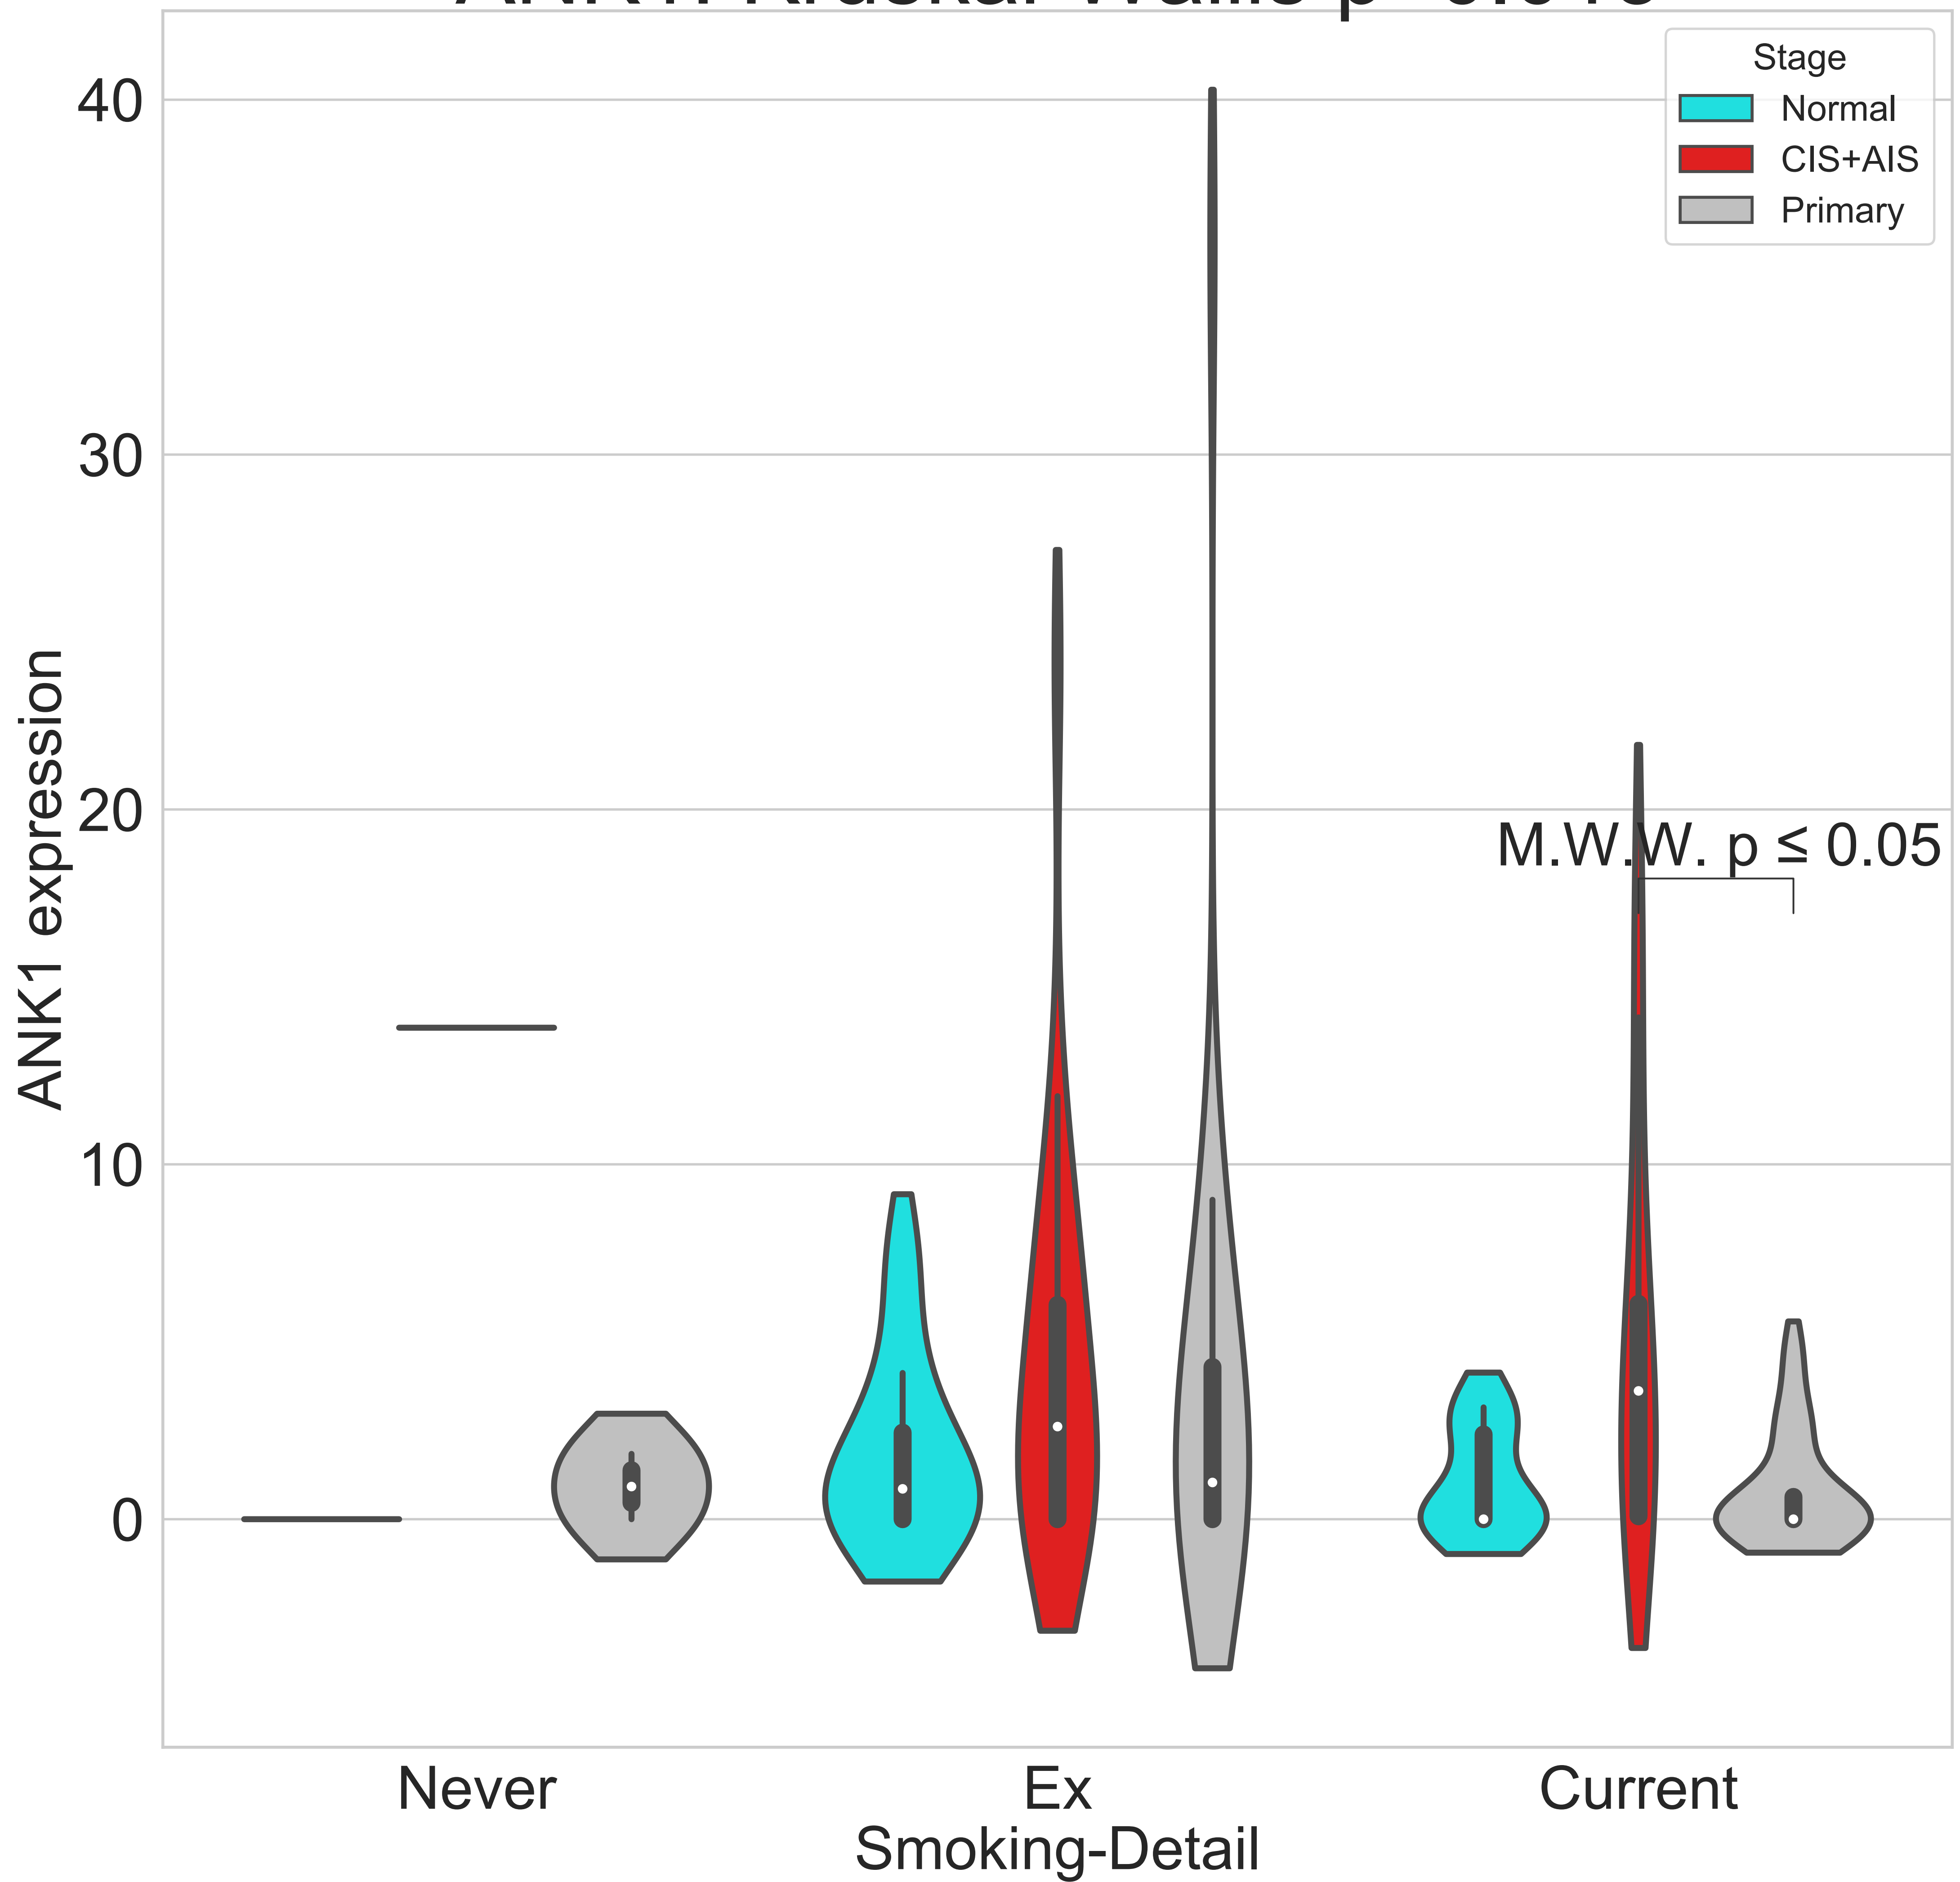 Stage
Normal
CIS+AIS
Primary
40
30
20
10
0
ANK1 expression
M.W.W. p ≤ 0.05
Never
Ex
Current
Smoking-Detail